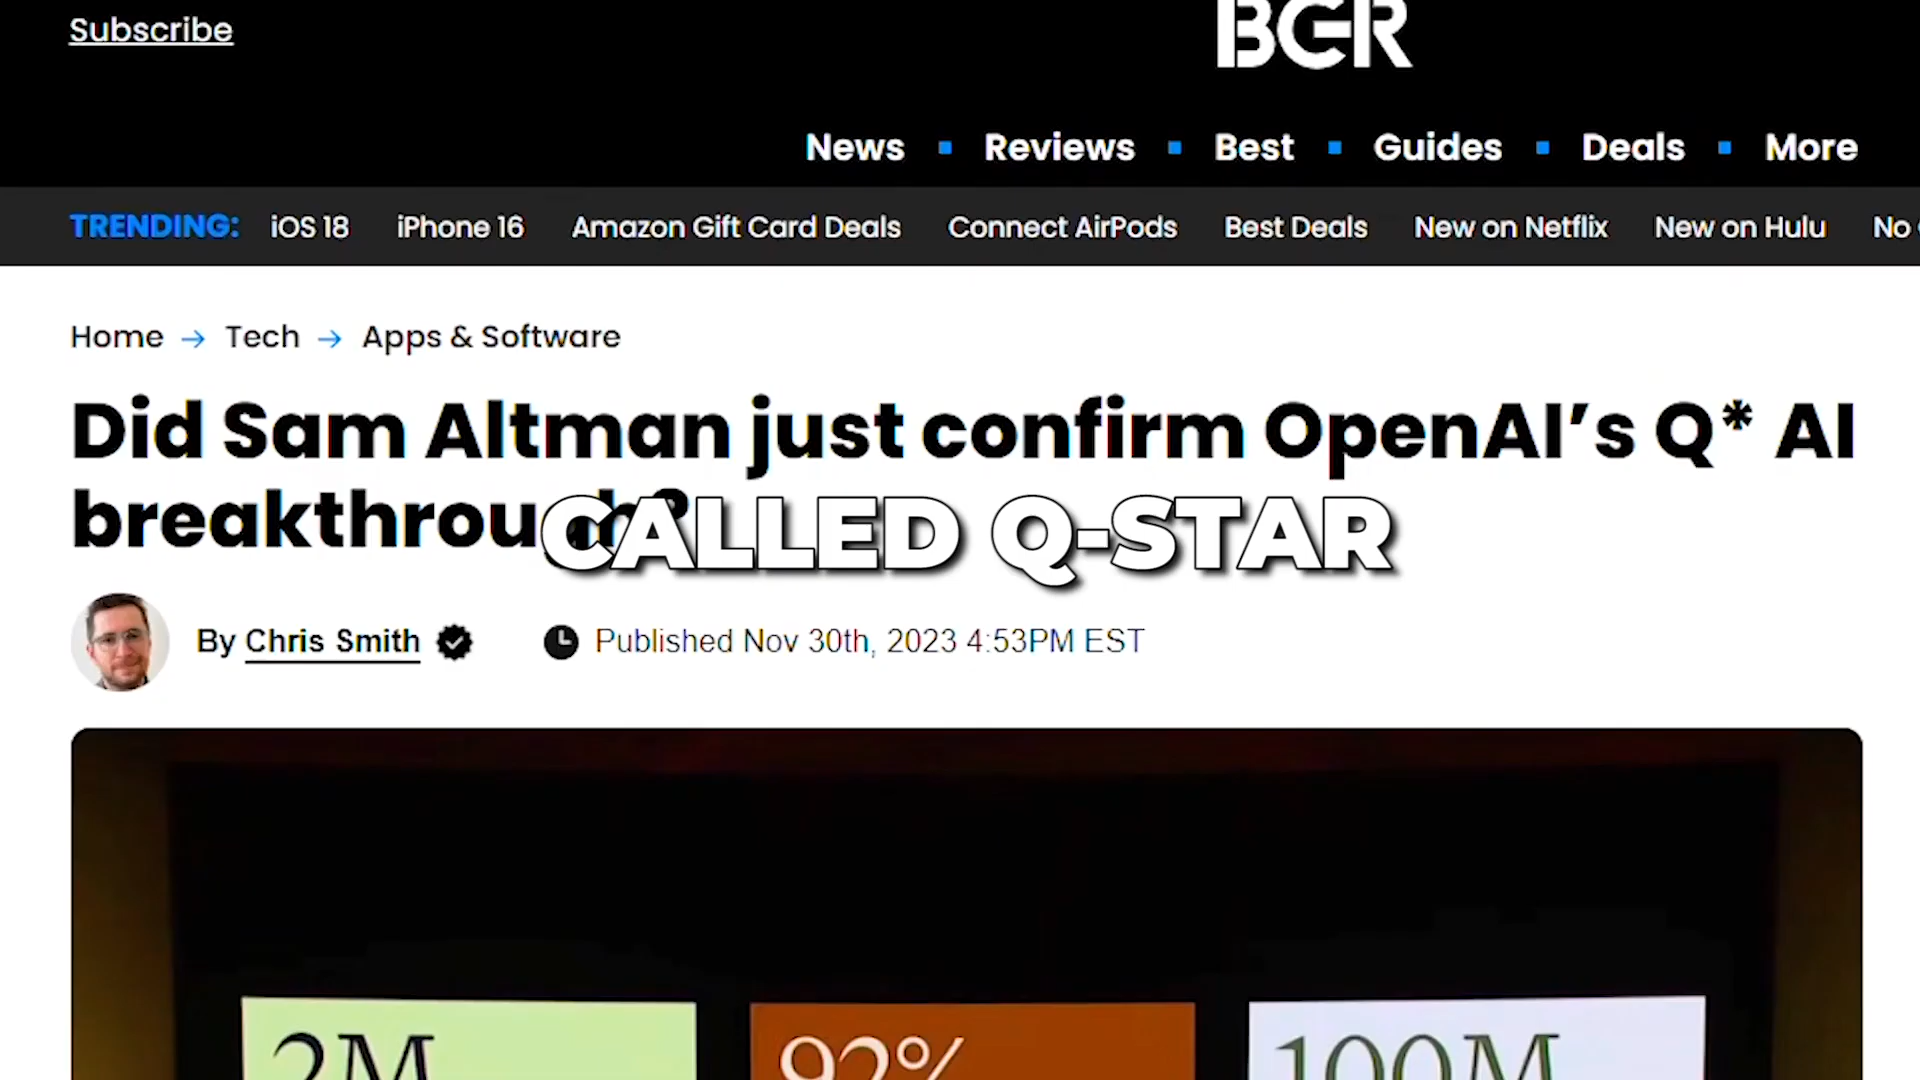 Subscribe
BGR
News Reviews Best Guides Deals More
TRENDING: iOS 18 iPhone 16 Amazon Gift Card Deals Connect AirPods Best Deals New on Netflix New on Hulu No
Home → Tech → Apps & Software
Did Sam Altman just confirm OpenAI’s Q* AI
breakthrough?
CALLED Q-STAR
By Chris Smith
Published Nov 30th, 2023 4:53PM EST
2M 92% 100M